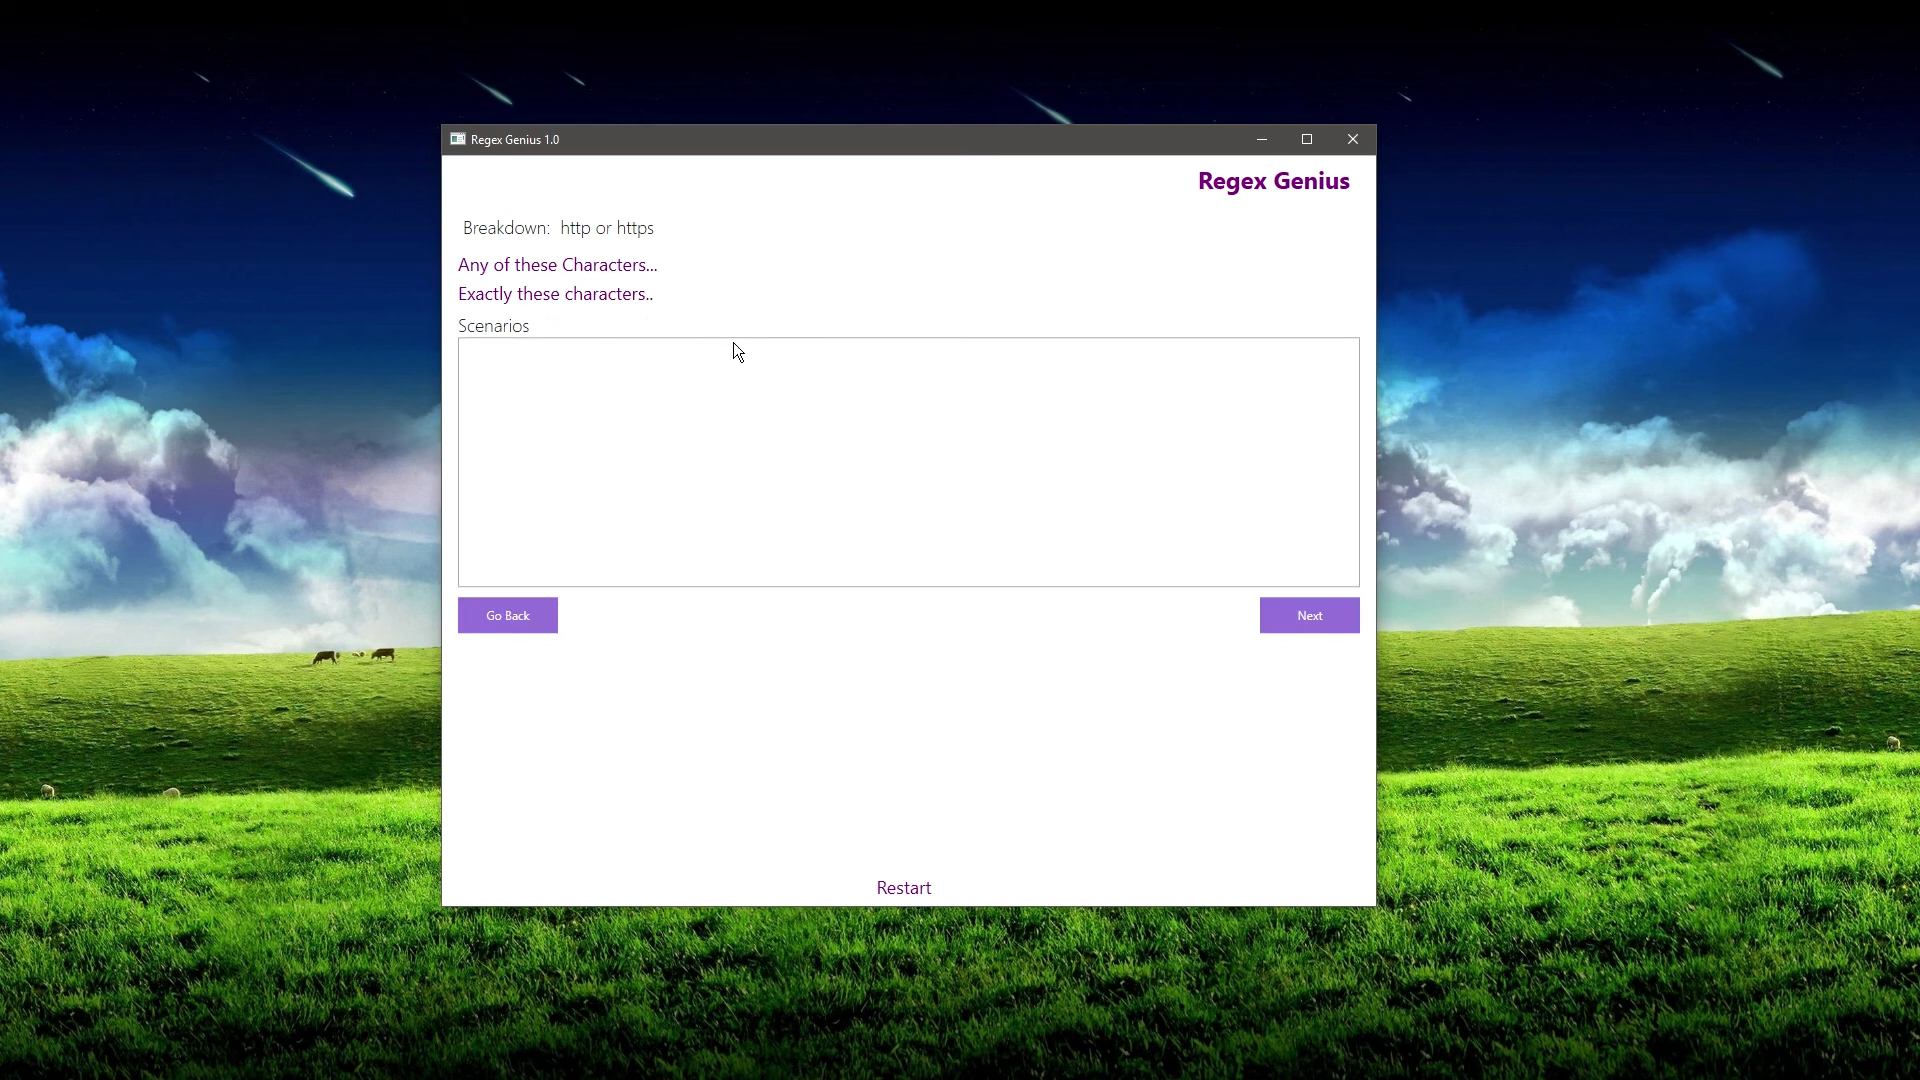 Regex Genius 1.0
Regex Genius
Breakdown: http or https
Any of these Characters...
Exactly these characters..
Scenarios
Go Back
Next
Restart